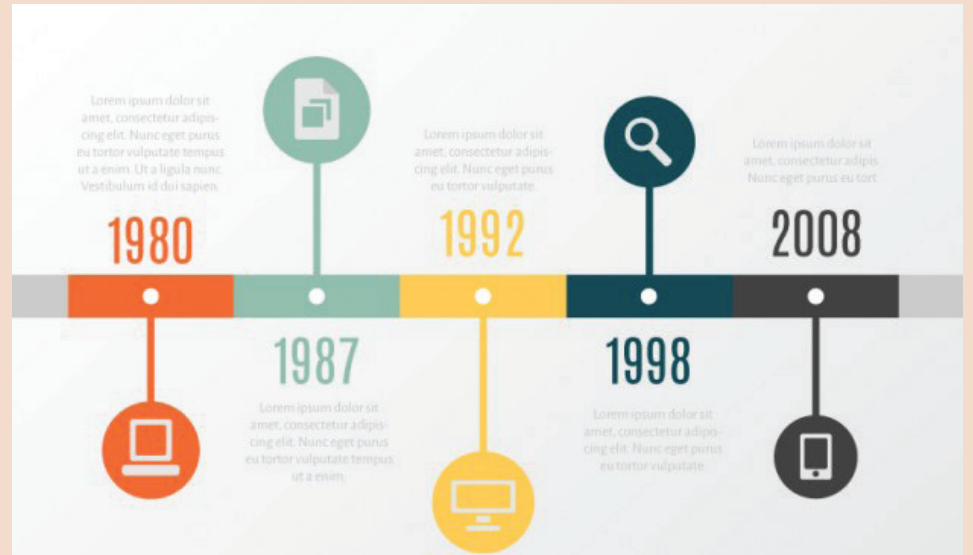 Lorem ipsum dolor sit
amet, consectetur adipis-
cing elit. Nunc eget purus
eu tortor vulputate tempus
ut a enim. Ut a ligula nunc.
Vestibulum id dui sapien.
1980
1987
Lorem ipsum dolor sit
amet, consectetur adipis-
cing elit. Nunc eget purus
eu tortor vulputate tempus
ut a enim.
Lorem ipsum dolor sit
amet, consectetur adipis-
cing elit. Nunc eget purus
eu tortor vulputate.
1992
1998
Lorem ipsum dolor sit
amet, consectetur adipis-
cing elit. Nunc eget purus
eu tortor vulputate.
Lorem ipsum dolor sit
amet, consectetur adipis
Nunc eget purus eu tort
2008